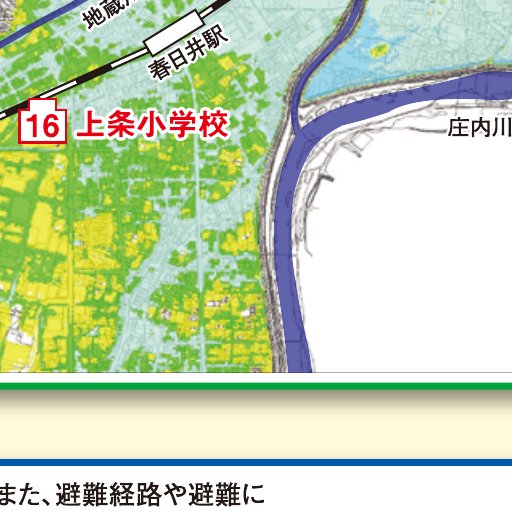 地蔵川
春日井駅
16 上条小学校
庄内川
また、避難経路や避難に